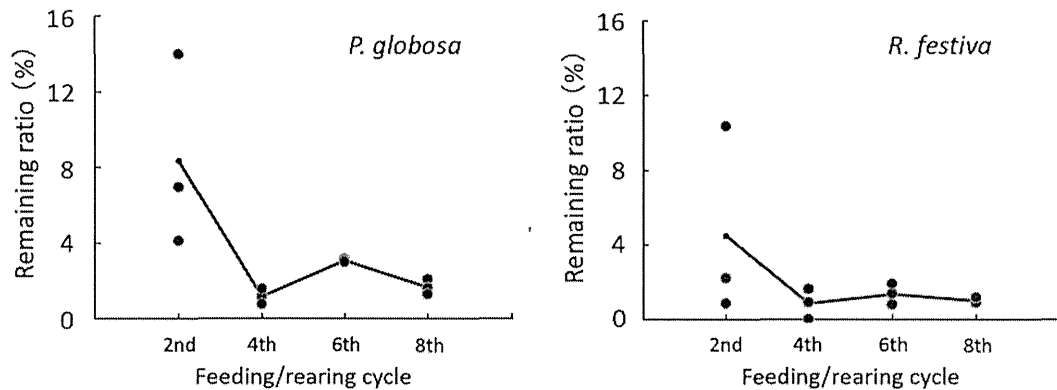 P. globosa
Remaining ratio (%)
16
12
8
4
0
2nd 4th 6th 8th
Feeding/rearing cycle
R. festiva
Remaining ratio (%)
16
12
8
4
0
2nd 4th 6th 8th
Feeding/rearing cycle